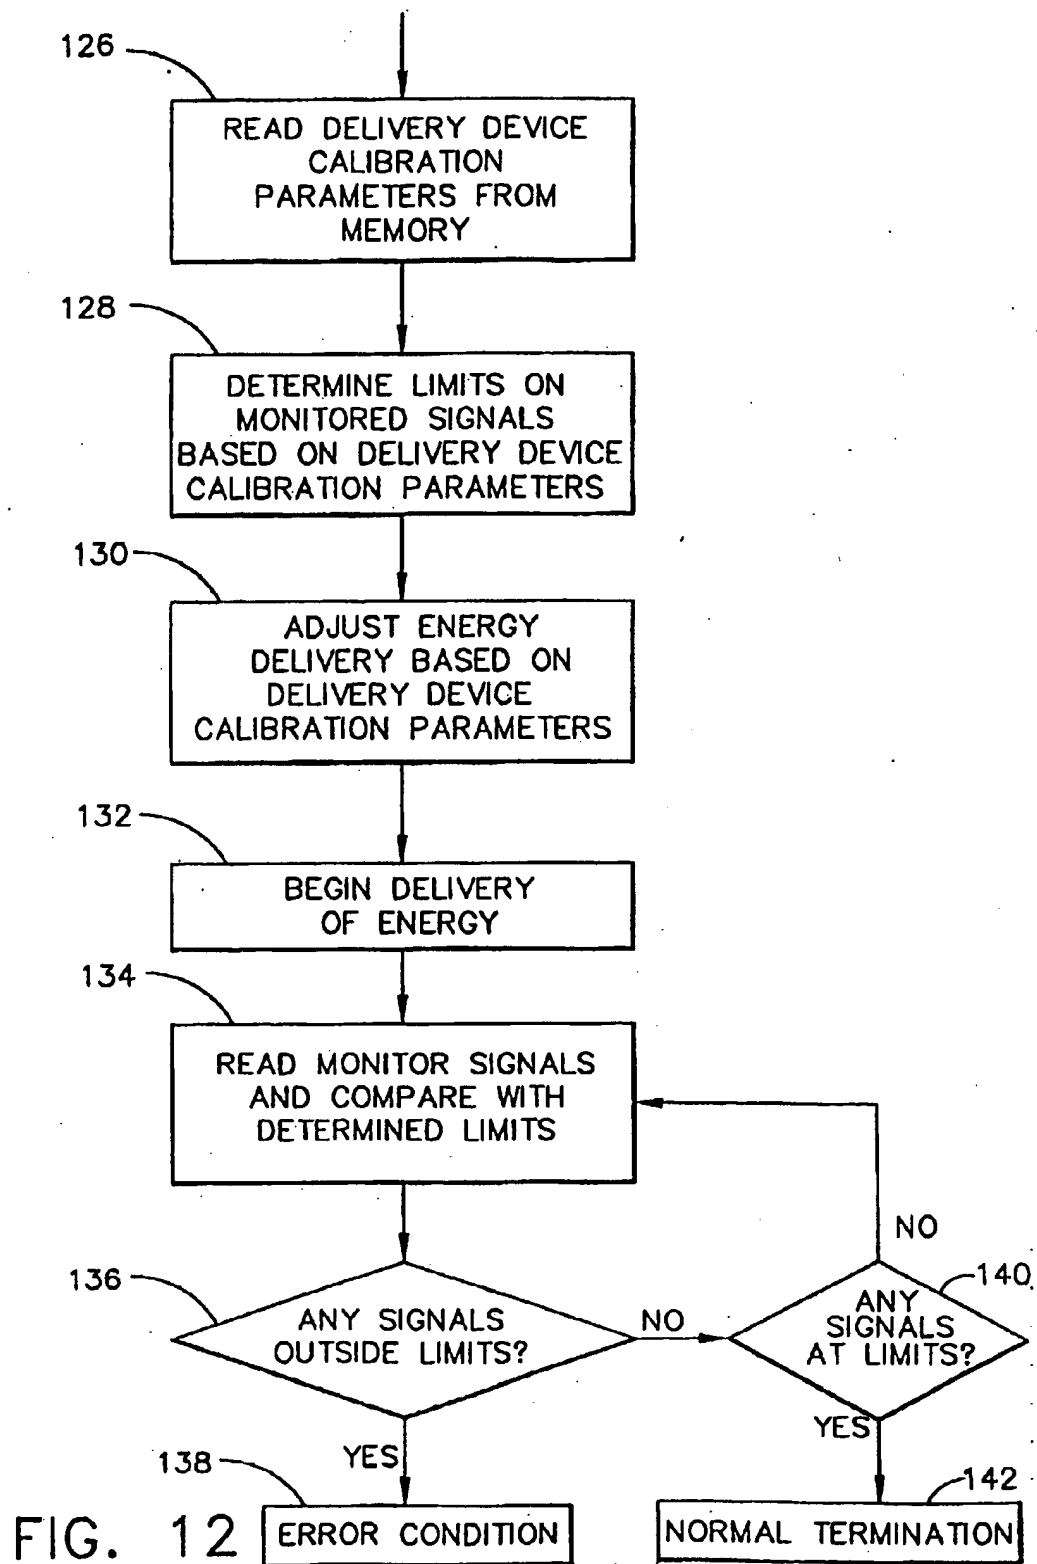 126
READ DELIVERY DEVICE
CALIBRATION
PARAMETERS FROM
MEMORY
128
DETERMINE LIMITS ON
MONITORED SIGNALS
BASED ON DELIVERY DEVICE
CALIBRATION PARAMETERS
130
ADJUST ENERGY
DELIVERY BASED ON
DELIVERY DEVICE
CALIBRATION PARAMETERS
132
BEGIN DELIVERY
OF ENERGY
134
READ MONITOR SIGNALS
AND COMPARE WITH
DETERMINED LIMITS
136
ANY SIGNALS
OUTSIDE LIMITS?
NO
NO
140
ANY
SIGNALS
AT LIMITS?
YES
YES
138
ERROR CONDITION
142
NORMAL TERMINATION
FIG. 12